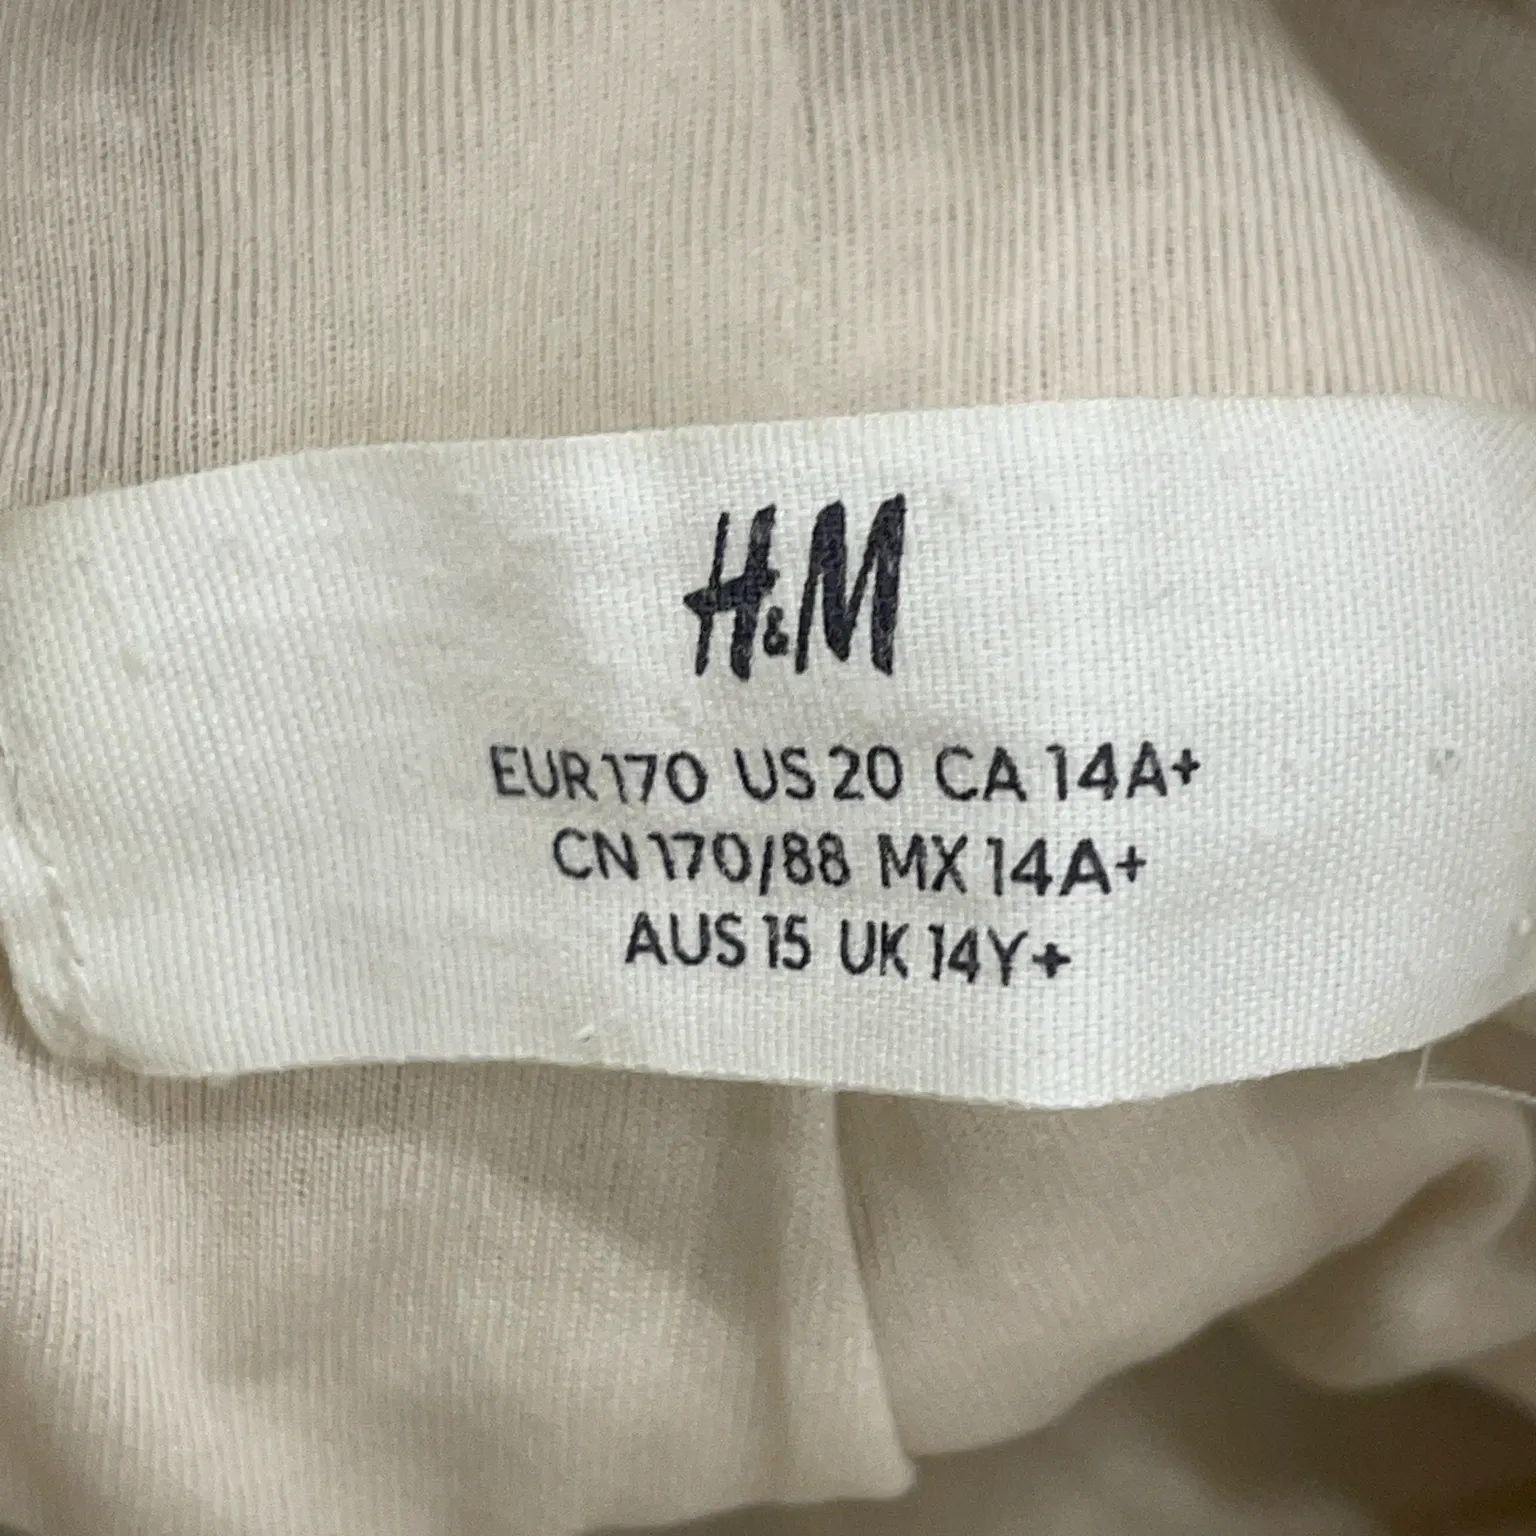 H&M
EUR 170 US 20 CA 14A+
CN 170/88 MX 14A+
AUS 15 UK 14Y+